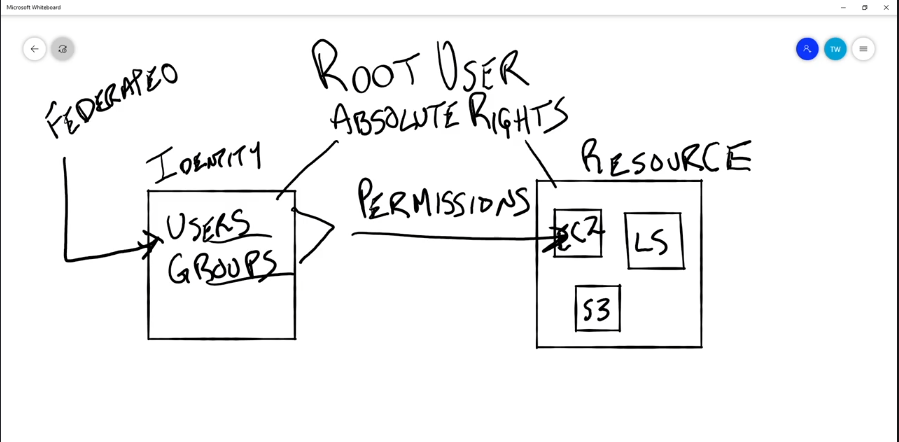 Microsoft Whiteboard
TW
ROOT USER
ABSOLUTE RIGHTS
FEDERATED
IDENTITY
USERS
GROUPS
PERMISSIONS
RESOURCE
EC2
LS
S3